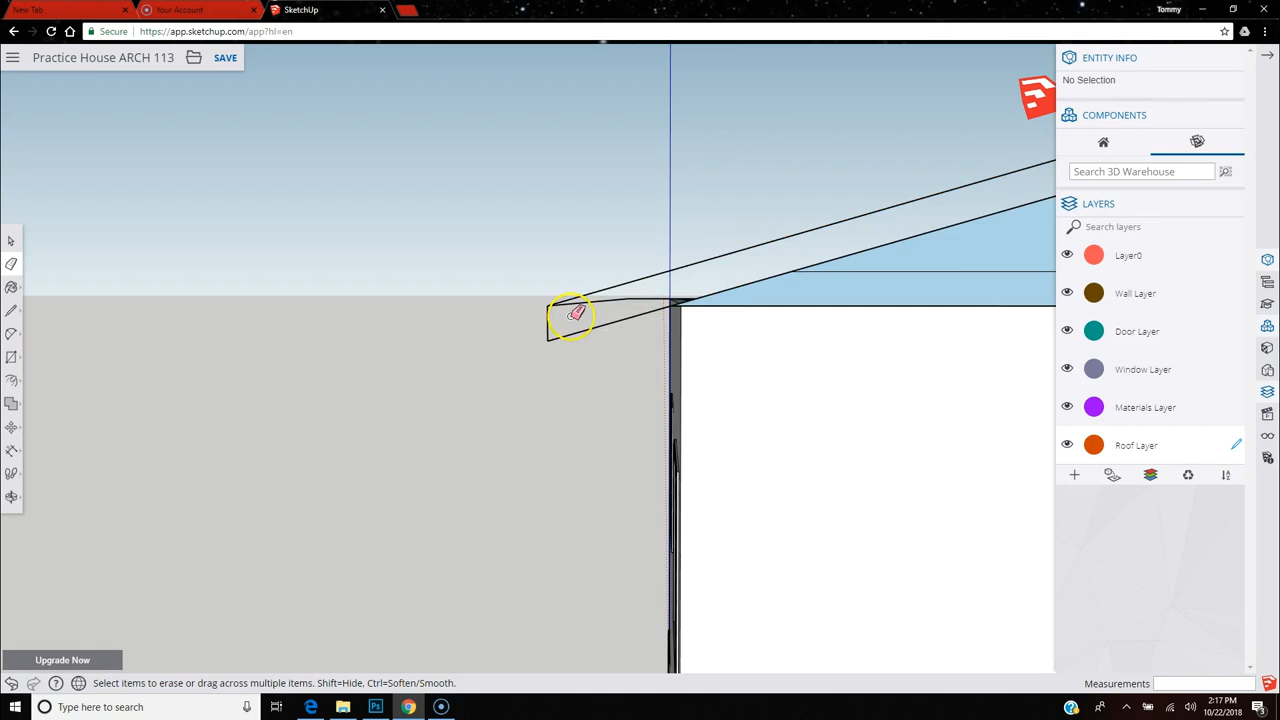 New Tab
Your Account
SketchUp
Tommy
Secure
https://app.sketchup.com/app?hl=en
Practice House ARCH 113
SAVE
ENTITY INFO
No Selection
COMPONENTS
Search 3D Warehouse
LAYERS
Search layers
Layer0
Wall Layer
Door Layer
Window Layer
Materials Layer
Roof Layer
Upgrade Now
Select items to erase or drag across multiple items. Shift=Hide, Ctrl=Soften/Smooth.
Measurements
Type here to search
2:17 PM
10/22/2018